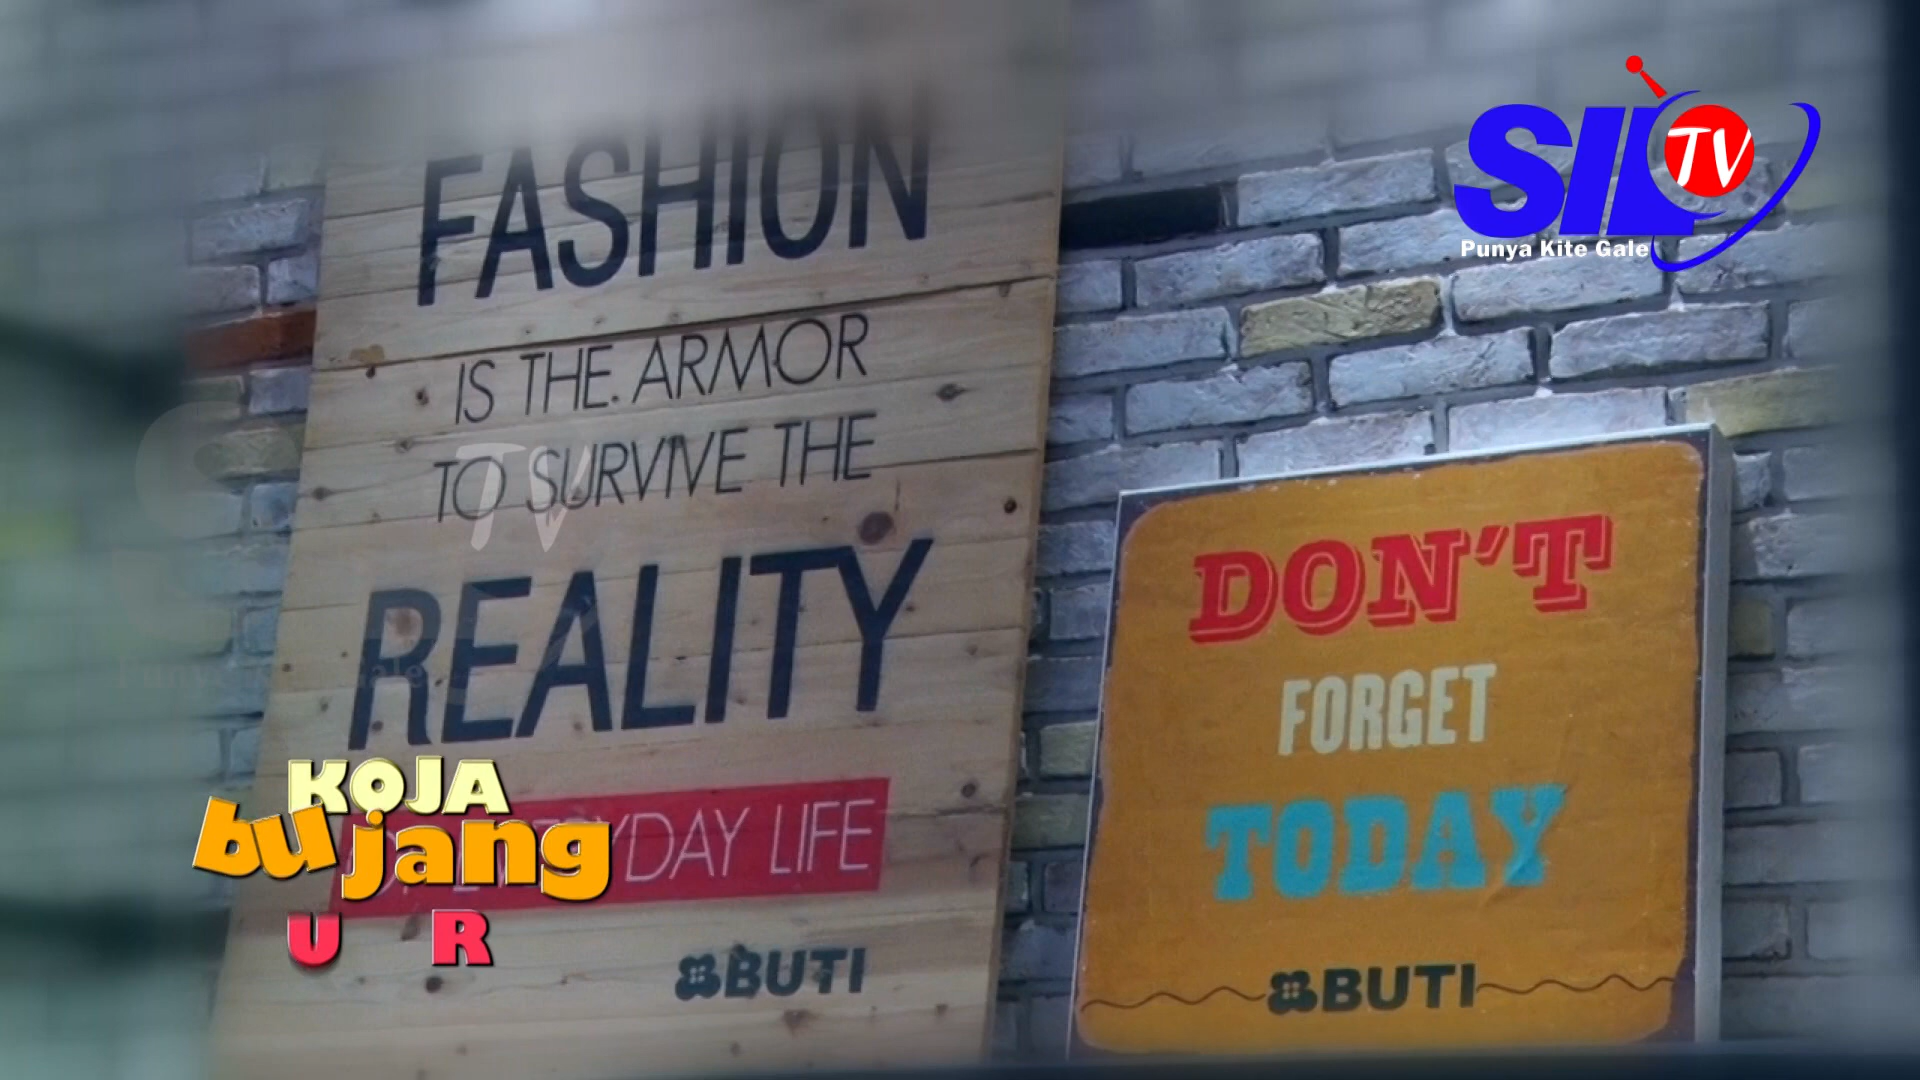 FASHION
IS THE. ARMOR
TO SURVIVE THE
REALITY
DAY LIFE
BUTI
DON'T
FORGET
TODAY
BUTI
SIL TV
Punya Kite Gale
TV
KOJA
bujang
U R